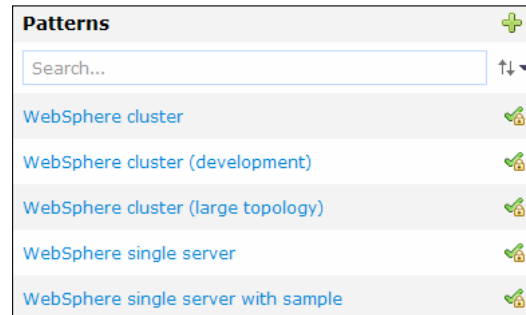 Patterns
Search...
WebSphere cluster
WebSphere cluster (development)
WebSphere cluster (large topology)
WebSphere single server
WebSphere single server with sample